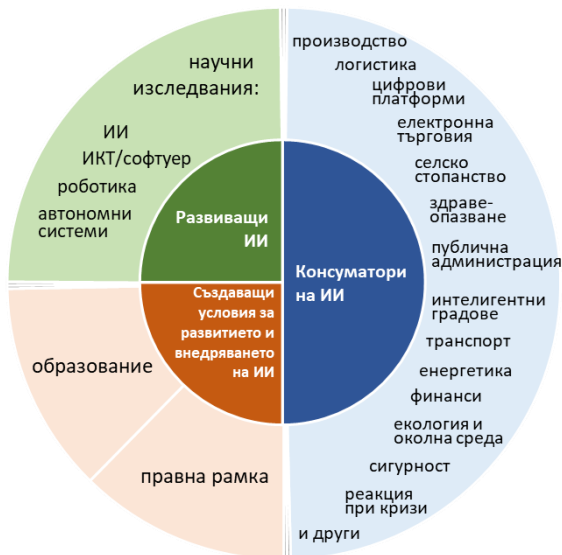 научни
изследвания:
ИИ
ИКТ/софтуер
роботика
автономни
системи
Развиващи
ИИ
Създаващи
условия за
развитието и
внедряването
на ИИ
образование
правна рамка
Консуматори
на ИИ
производство
логистика
цифрови
платформи
електронна
търговия
селско
стопанство
здраве-
опазване
публична
администрация
интелигентни
градове
транспорт
енергетика
финанси
екология и
околна среда
сигурност
реакция
при кризи
и други